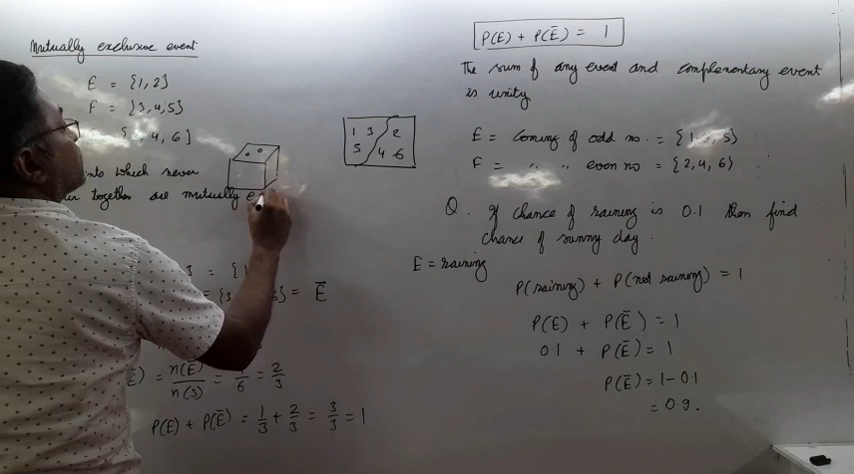 Mutually exclusive event
E = {1,2}
F = {3,4,5}
4, 6}
which never
together are mutually
1 3 2
5 4 6
= {1
= {3 6} = Ē
= n(Ē)/n(S) = /6 = 2/3
P(E) + P(Ē) = 1/3 + 2/3 = 3/3 = 1
P(E) + P(Ē) = 1
The sum of any event and complementary event
is unity
E = Coming of odd no. = {1 , 5}
F = " " even no = {2,4,6}
Q. If chance of raining is 0.1 then find
chance of sunny day.
E = raining
P(raining) + P(not raining) = 1
P(E) + P(Ē) = 1
0.1 + P(Ē) = 1
P(Ē) = 1-0.1
= 0.9.